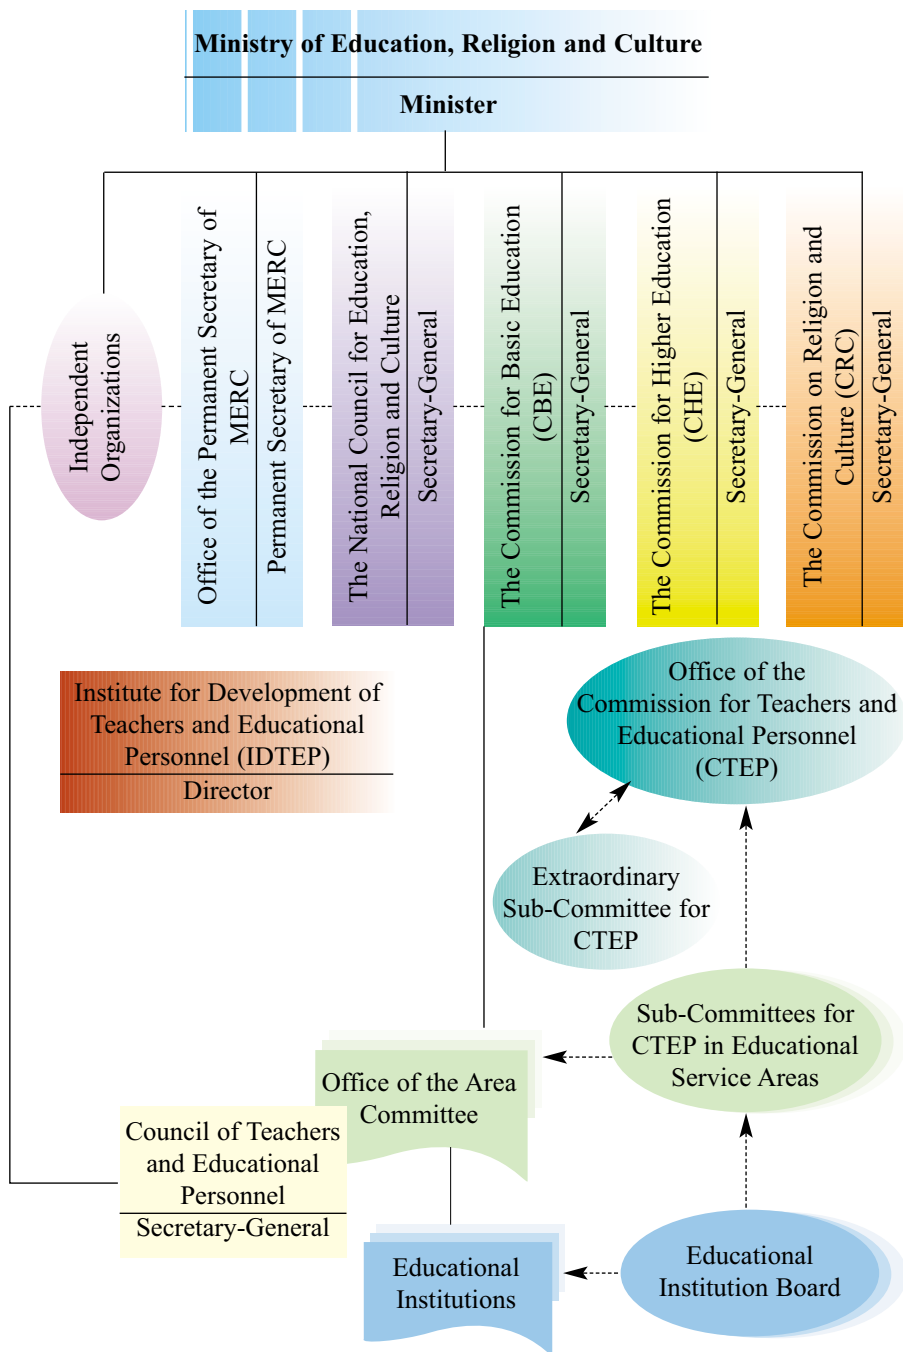 Ministry of Education, Religion and Culture
Minister
Independent
Organizations
Office of the Permanent Secretary of
MERC
Permanent Secretary of MERC
The National Council for Education,
Religion and Culture
Secretary-General
The Commission for Basic Education
(CBE)
Secretary-General
The Commission for Higher Education
(CHE)
Secretary-General
The Commission on Religion and
Culture (CRC)
Secretary-General
Institute for Development of
Teachers and Educational
Personnel (IDTEP)
Director
Office of the
Commission for Teachers and
Educational Personnel
(CTEP)
Extraordinary
Sub-Committee for
CTEP
Sub-Committees for
CTEP in Educational
Service Areas
Office of the Area
Committee
Council of Teachers
and Educational
Personnel
Secretary-General
Educational
Institutions
Educational
Institution Board